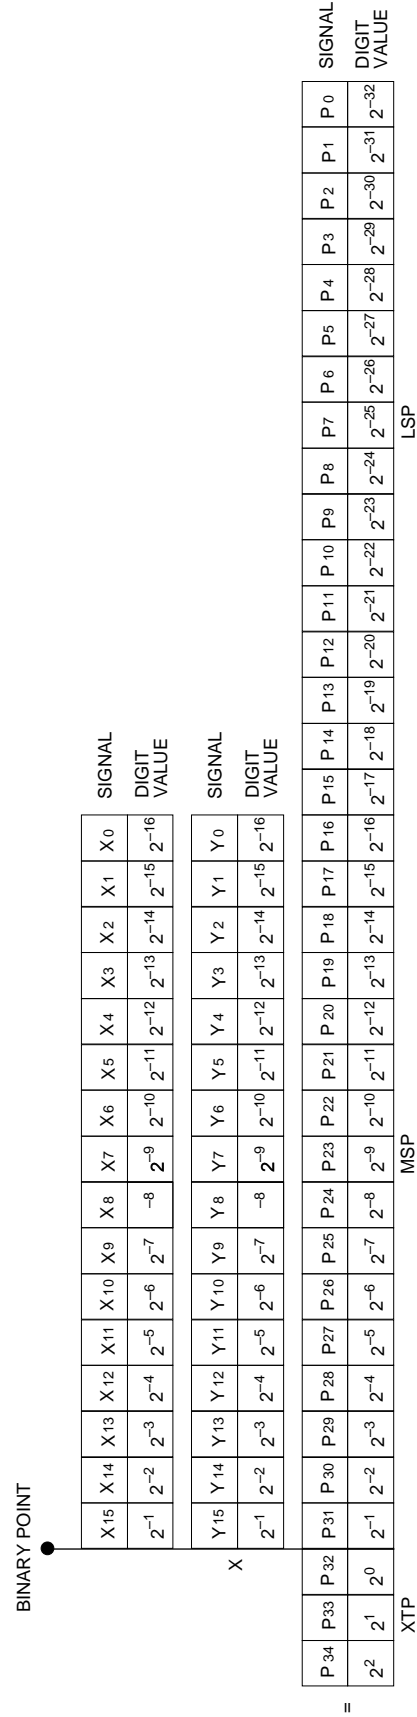 BINARY POINT
X15 X14 X13 X12 X11 X10 X9 X8 X7 X6 X5 X4 X3 X2 X1 X0 SIGNAL
2–1 2–2 2–3 2–4 2–5 2–6 2–7 –8 2–9 2–10 2–11 2–12 2–13 2–14 2–15 2–16 DIGIT VALUE
Y15 Y14 Y13 Y12 Y11 Y10 Y9 Y8 Y7 Y6 Y5 Y4 Y3 Y2 Y1 Y0 SIGNAL
X 2–1 2–2 2–3 2–4 2–5 2–6 2–7 –8 2–9 2–10 2–11 2–12 2–13 2–14 2–15 2–16 DIGIT VALUE
P34 P33 P32 P31 P30 P29 P28 P27 P26 P25 P24 P23 P22 P21 P20 P19 P18 P17 P16 P15 P14 P13 P12 P11 P10 P9 P8 P7 P6 P5 P4 P3 P2 P1 P0 SIGNAL
= 22 21 20 2–1 2–2 2–3 2–4 2–5 2–6 2–7 2–8 2–9 2–10 2–11 2–12 2–13 2–14 2–15 2–16 2–17 2–18 2–19 2–20 2–21 2–22 2–23 2–24 2–25 2–26 2–27 2–28 2–29 2–30 2–31 2–32 DIGIT VALUE
XTP MSP LSP